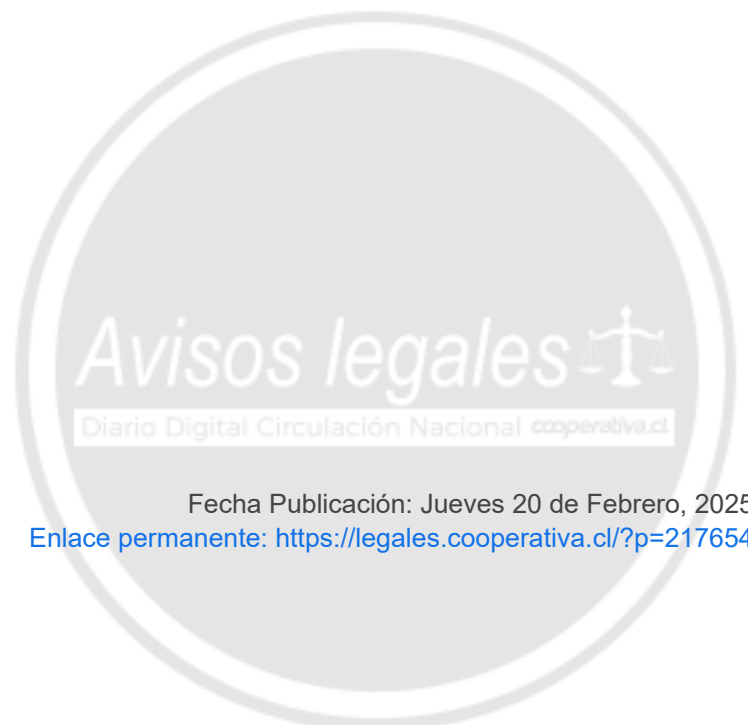 Avisos legales
Diario Digital Circulación Nacional cooperativa.cl
Fecha Publicación: Jueves 20 de Febrero, 2025
Enlace permanente: https://legales.cooperativa.cl/?p=217654